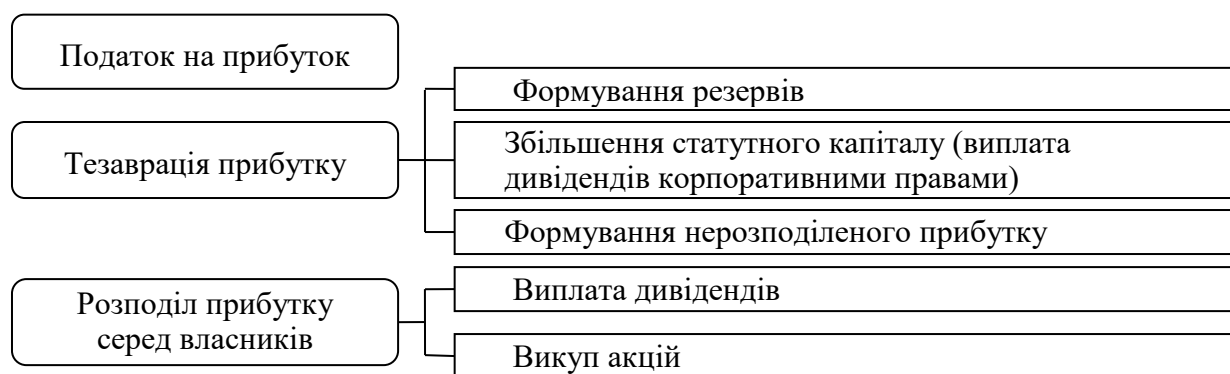 Податок на прибуток
Формування резервів
Тезаврація прибутку
Збільшення статутного капіталу (виплата
дивідендів корпоративними правами)
Формування нерозподіленого прибутку
Розподіл прибутку
серед власників
Виплата дивідендів
Викуп акцій